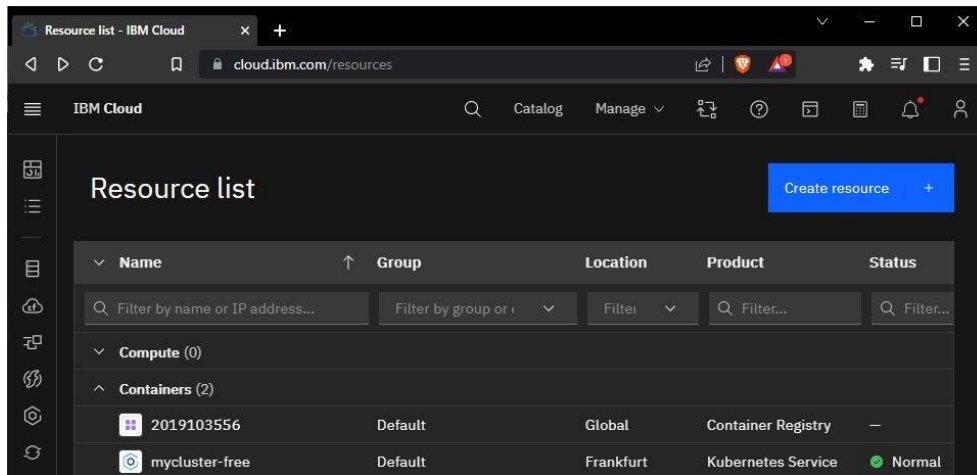 Resource list - IBM Cloud
cloud.ibm.com/resources
1
IBM Cloud Catalog Manage
Resource list
Create resource +
Name Group Location Product Status
Filter by name or IP address... Filter by group or Filter Filter... Filter...
Compute (0)
Containers (2)
2019103556 Default Global Container Registry –
mycluster-free Default Frankfurt Kubernetes Service Normal